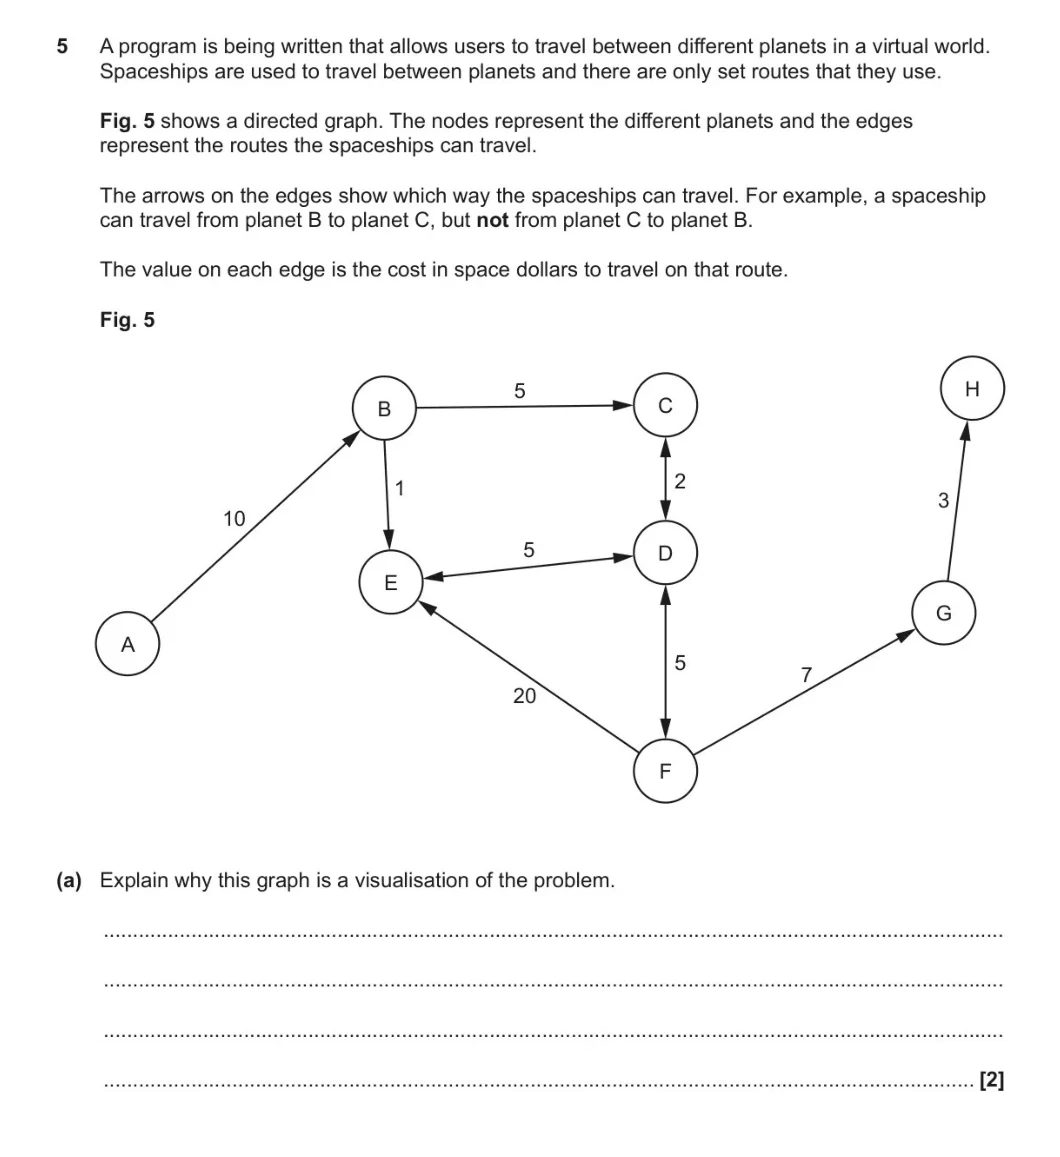 5 A program is being written that allows users to travel between different planets in a virtual world.
Spaceships are used to travel between planets and there are only set routes that they use.
Fig. 5 shows a directed graph. The nodes represent the different planets and the edges
represent the routes the spaceships can travel.
The arrows on the edges show which way the spaceships can travel. For example, a spaceship
can travel from planet B to planet C, but not from planet C to planet B.
The value on each edge is the cost in space dollars to travel on that route.
Fig. 5
H
5
B
C
1
2
3
10
5
D
E
G
A
5
7
20
F
(a) Explain why this graph is a visualisation of the problem.
[2]